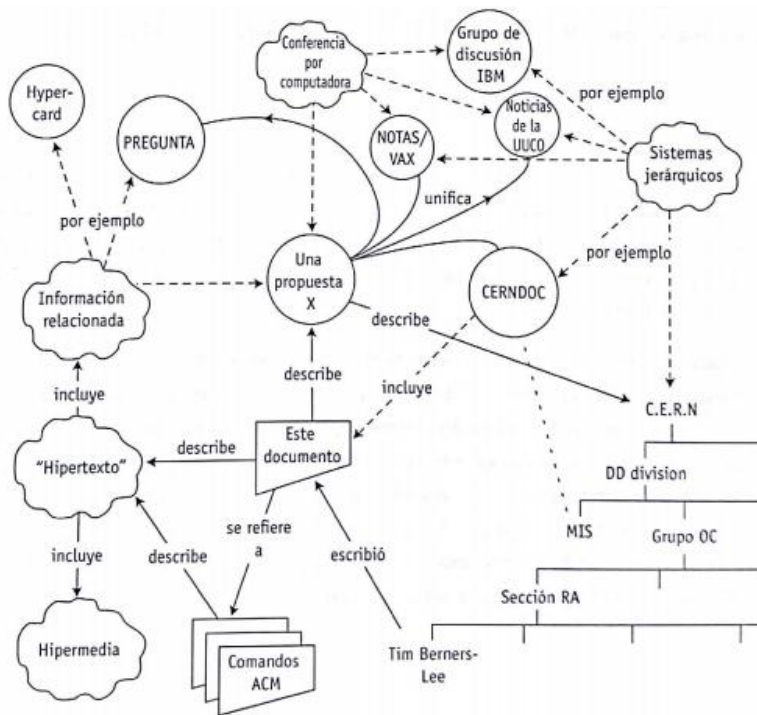 Conferencia
por
computadora
Grupo de
discusión
IBM
Hyper-
card
PREGUNTA
NOTAS/
VAX
Noticias
de la
UUCO
por ejemplo
Sistemas
jerárquicos
unifica
por ejemplo
por ejemplo
Una
propuesta
X
CERNDOC
Información
relacionada
describe
incluye
describe
incluye
C.E.R.N
"Hipertexto"
describe
Este
documento
DD division
MIS
Grupo OC
se refiere
a
escribió
incluye
describe
Sección RA
Hipermedia
Comandos
ACM
Tim Berners-
Lee